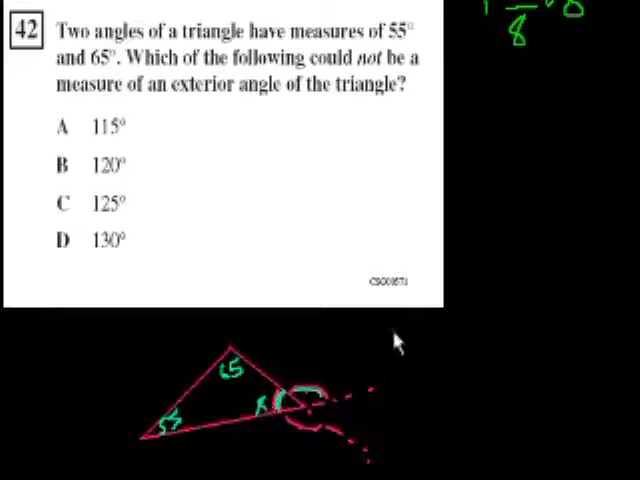 42 Two angles of a triangle have measures of 55°
and 65°. Which of the following could not be a
measure of an exterior angle of the triangle?
A 115°
B 120°
C 125°
D 130°
8
65
55